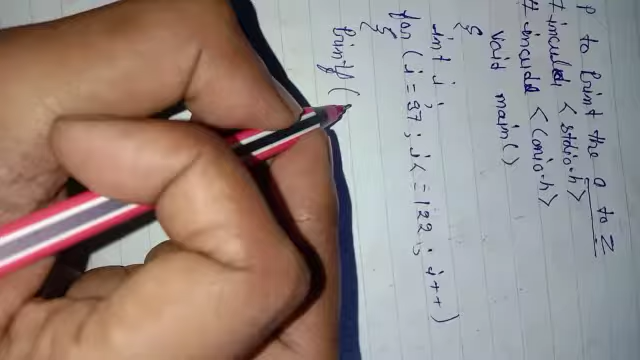 P to Print the a to Z
# include < stdio.h>
# include < conio.h>
void main()
{
int i;
for (i=97; i<=122; i++)
{
Printf (